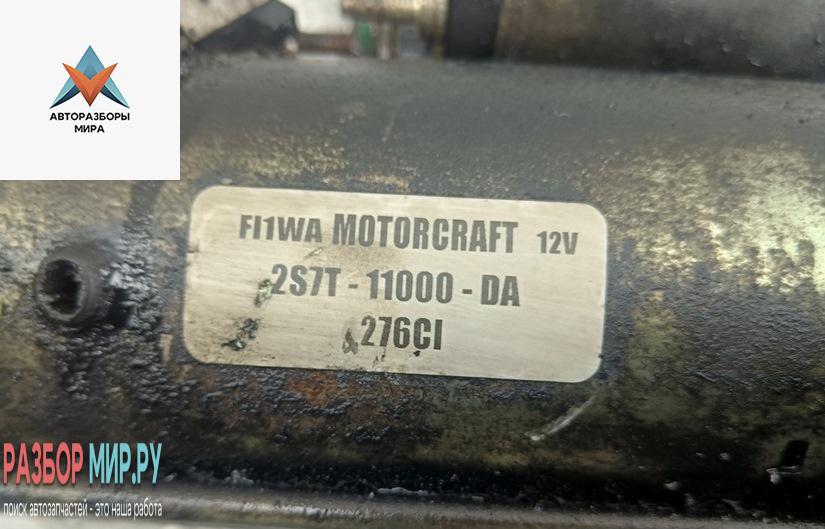 АВТОРАЗБОРЫ
МИРА
FI1WA MOTORCRAFT 12V
2S7T - 11000 - DA
276CI
РАЗБОР МИР.РУ
поиск автозапчастей - это наша работа